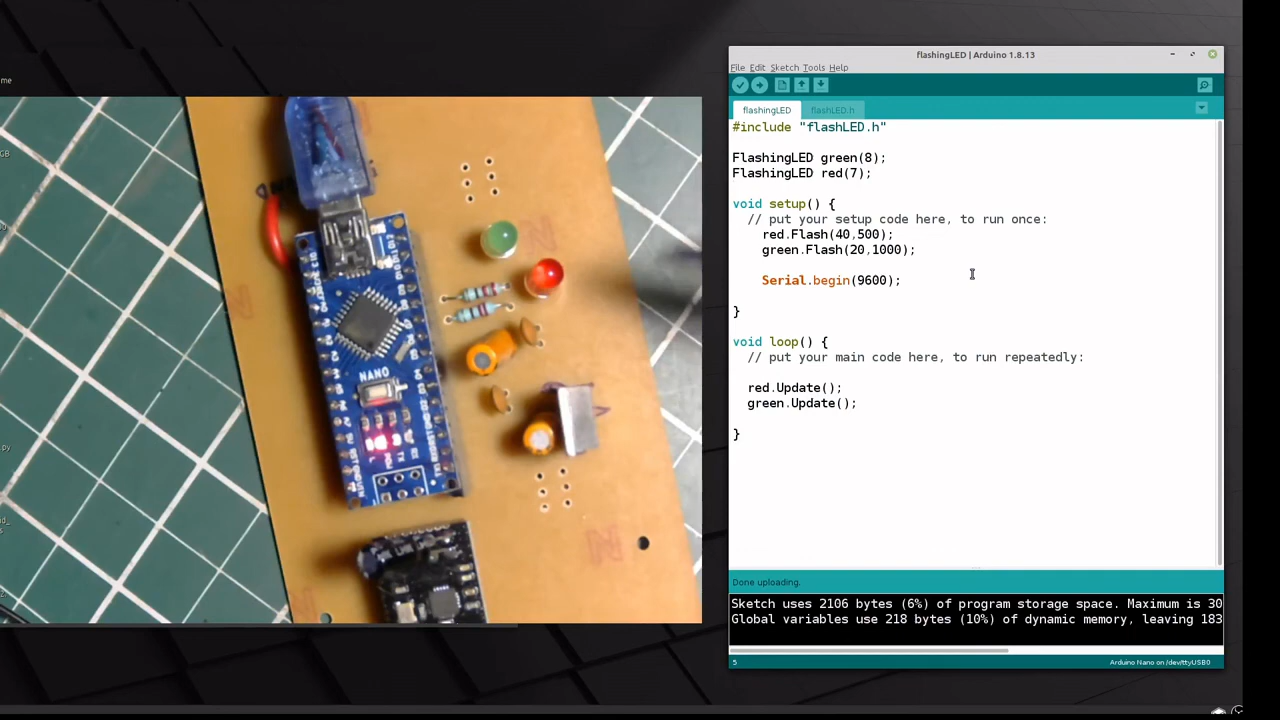 flashingLED | Arduino 1.8.13
File Edit Sketch Tools Help
flashingLED flashLED.h
#include "flashLED.h"
FlashingLED green(8);
FlashingLED red(7);
void setup() {
// put your setup code here, to run once:
red.Flash(40,500);
green.Flash(20,1000);
Serial.begin(9600);
}
void loop() {
// put your main code here, to run repeatedly:
red.Update();
green.Update();
}
Done uploading.
Sketch uses 2106 bytes (6%) of program storage space. Maximum is 30
Global variables use 218 bytes (10%) of dynamic memory, leaving 183
5 Arduino Nano on /dev/ttyUSB0
me
GB
.py
NANO